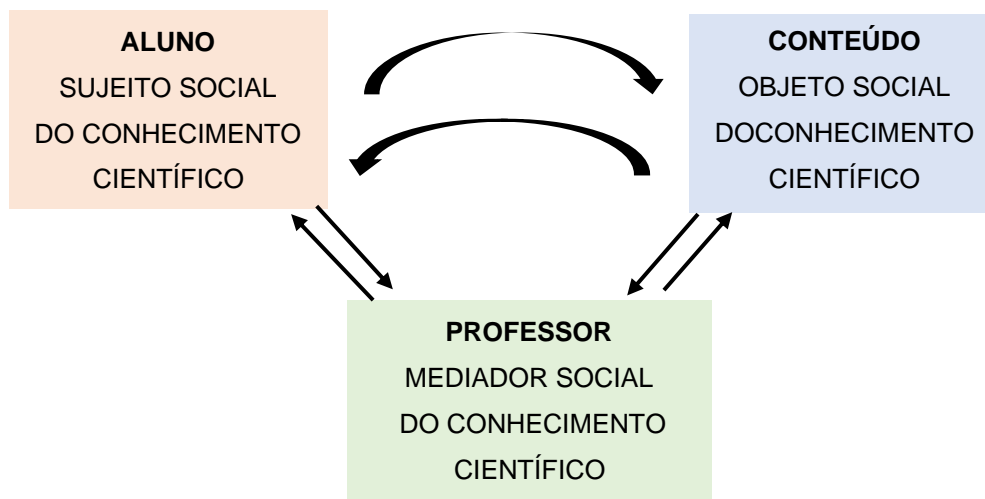 ALUNO
SUJEITO SOCIAL
DO CONHECIMENTO
CIENTÍFICO
CONTEÚDO
OBJETO SOCIAL
DOCONHECIMENTO
CIENTÍFICO
PROFESSOR
MEDIADOR SOCIAL
DO CONHECIMENTO
CIENTÍFICO